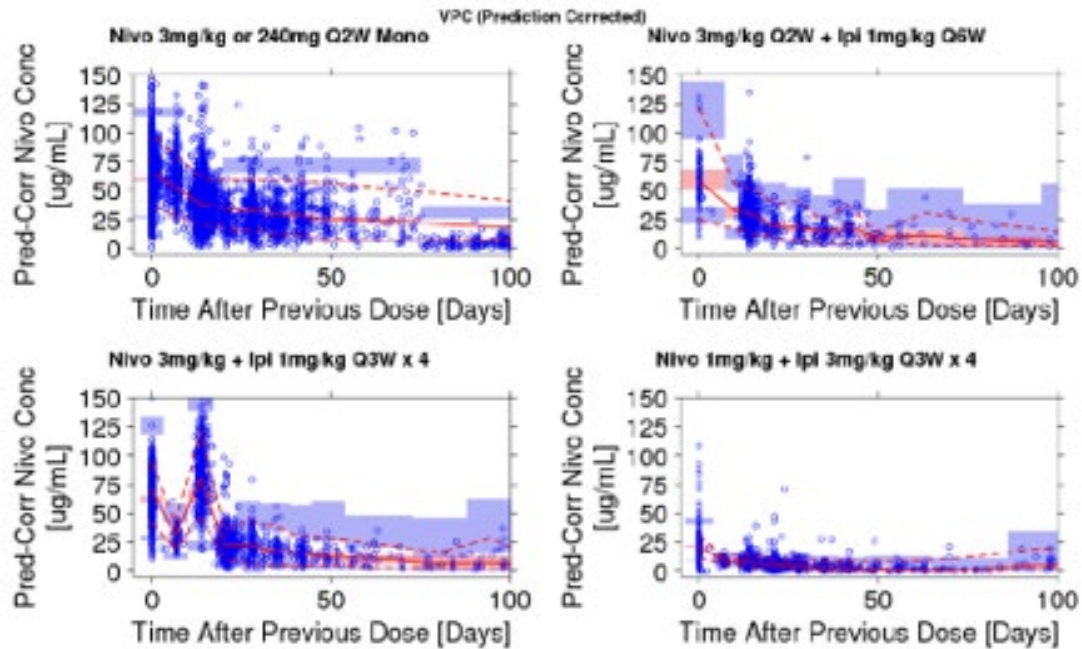 VPC (Prediction Corrected)
Nivo 3mg/kg or 240mg Q2W Mono
Pred-Corr Nivo Conc
[ug/mL]
150
125
100
75
50
25
0
0 50 100
Time After Previous Dose [Days]
Nivo 3mg/kg Q2W + Ipi 1mg/kg Q6W
Pred-Corr Nivo Conc
[ug/mL]
150
125
100
75
50
25
0
0 50 100
Time After Previous Dose [Days]
Nivo 3mg/kg + Ipi 1mg/kg Q3W x 4
Pred-Corr Nivo Conc
[ug/mL]
150
125
100
75
50
25
0
0 50 100
Time After Previous Dose [Days]
Nivo 1mg/kg + Ipi 3mg/kg Q3W x 4
Pred-Corr Nivo Conc
[ug/mL]
150
125
100
75
50
25
0
0 50 100
Time After Previous Dose [Days]